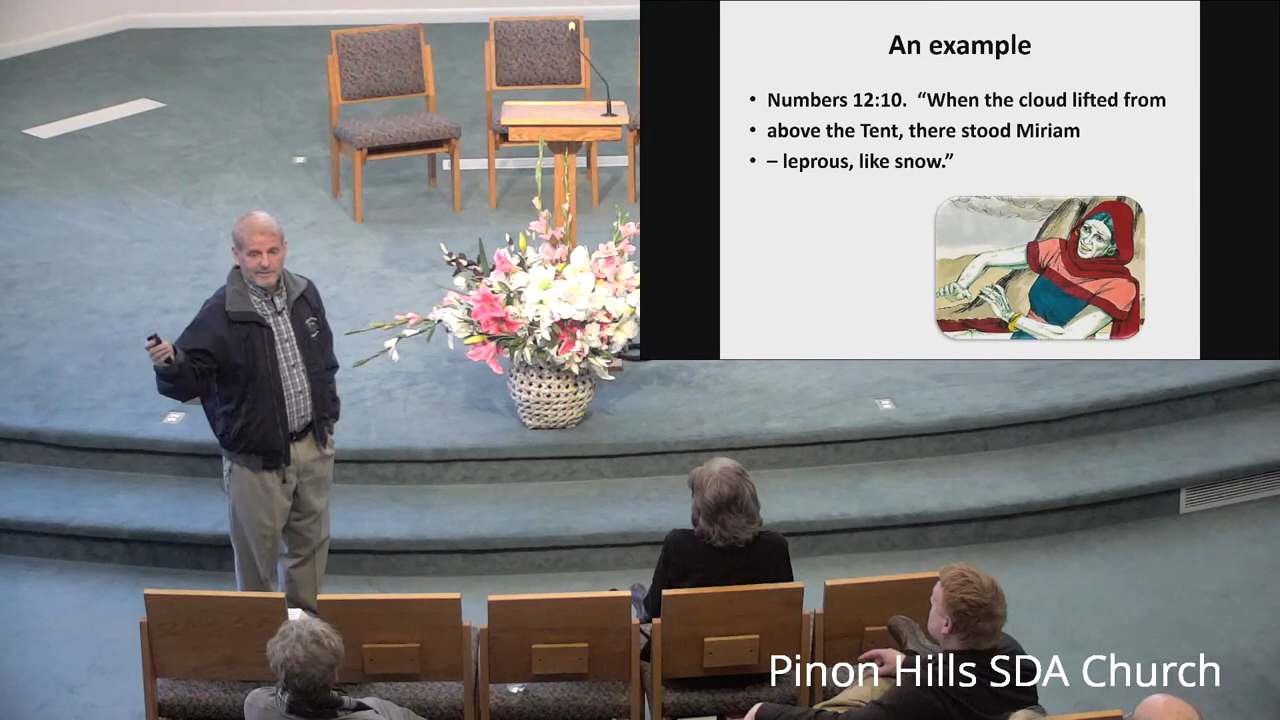 An example
• Numbers 12:10. “When the cloud lifted from
• above the Tent, there stood Miriam
• – leprous, like snow.”
Pinon Hills SDA Church